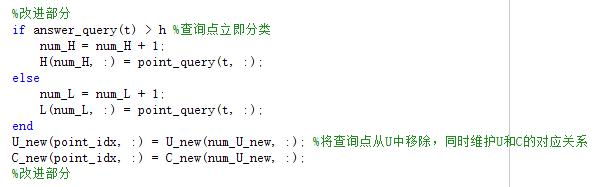 %改进部分
if answer_query(t) > h %查询点立即分类
    num_H = num_H + 1;
    H(num_H, :) = point_query(t, :);
else
    num_L = num_L + 1;
    L(num_L, :) = point_query(t, :);
end
U_new(point_idx, :) = U_new(num_U_new, :); %将查询点从U中移除，同时维护U和C的对应关系
C_new(point_idx, :) = C_new(num_U_new, :);
%改进部分